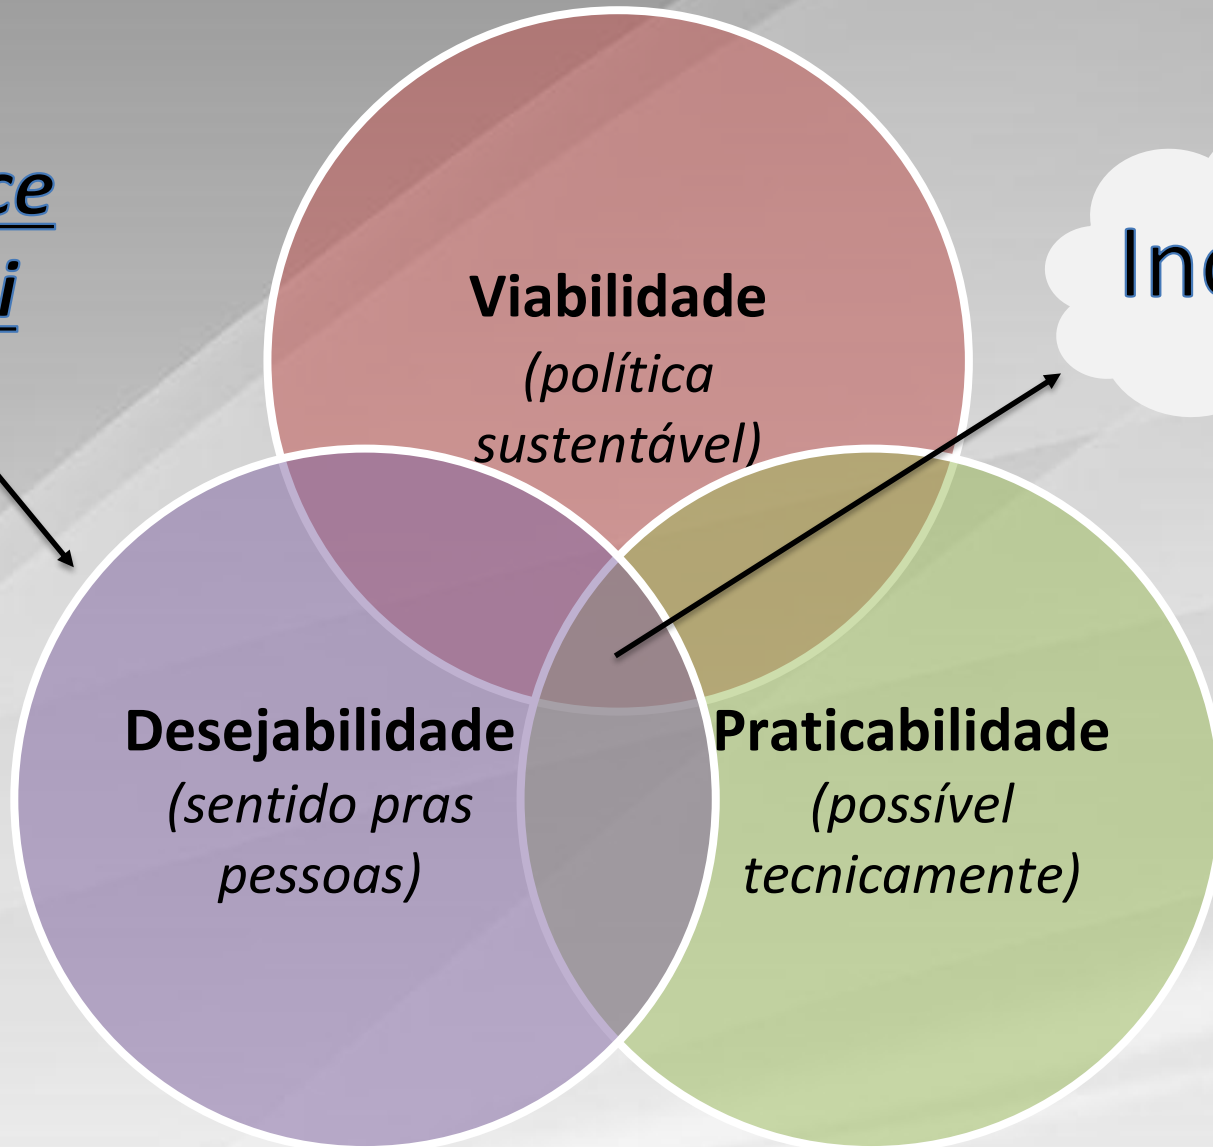 Viabilidade
(política
sustentável)
Desejabilidade
(sentido pras
pessoas)
Praticabilidade
(possível
tecnicamente)